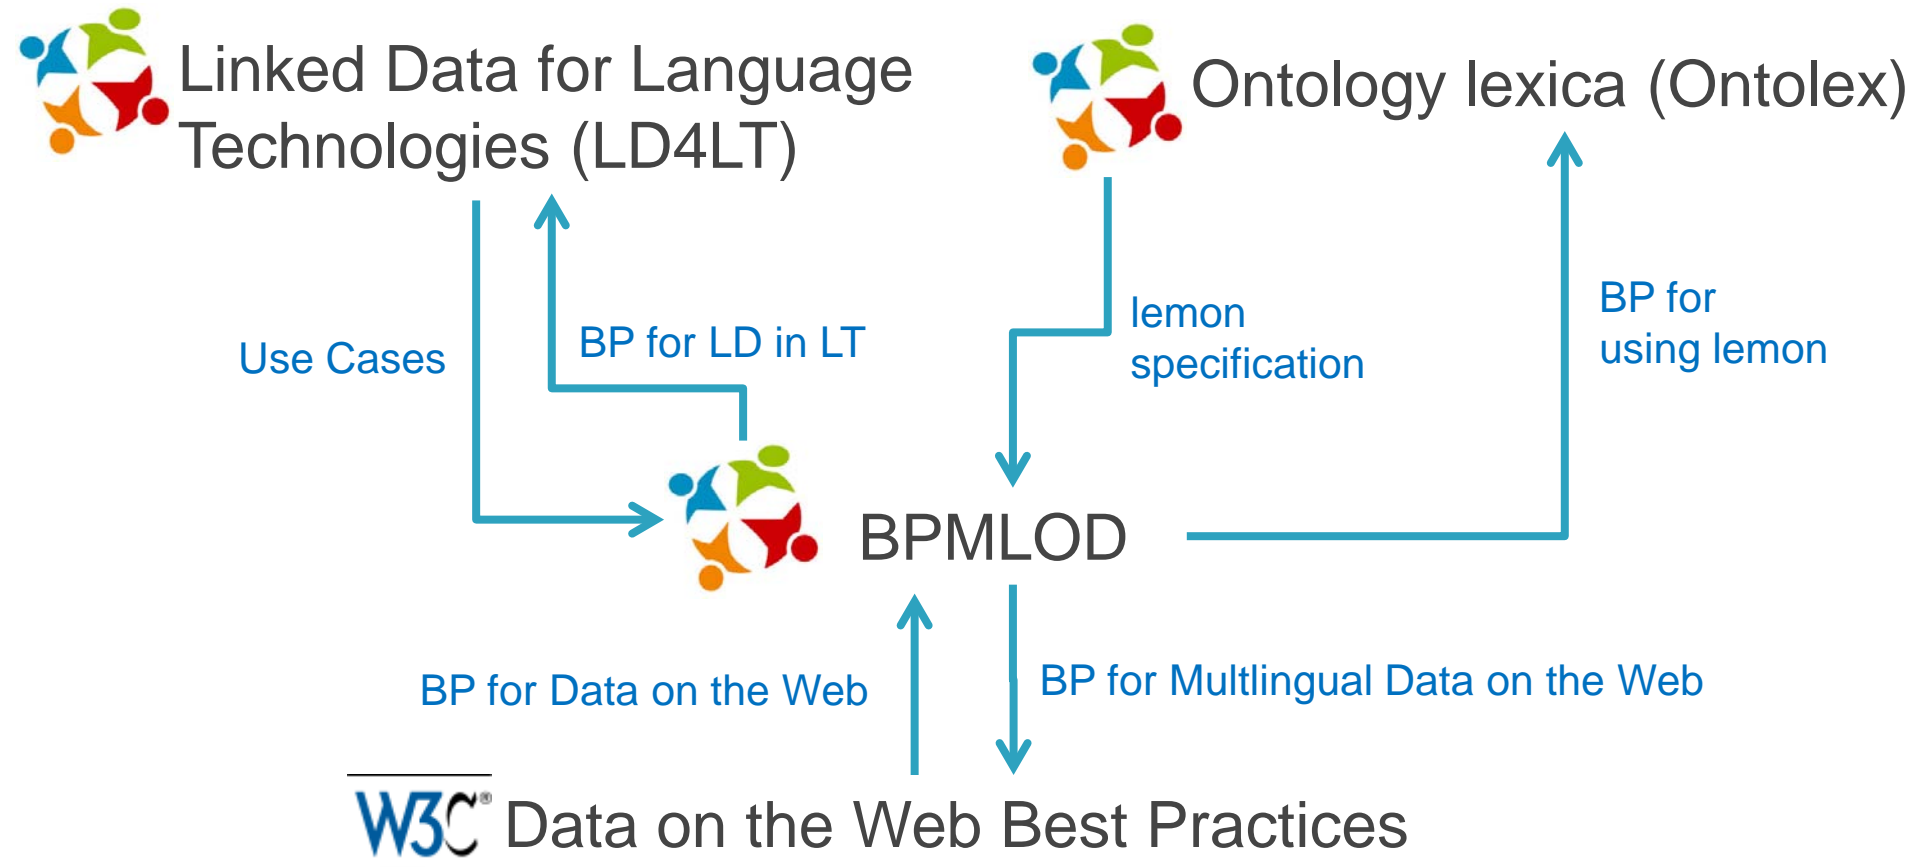 Linked Data for Language
Technologies (LD4LT)
Ontology lexica (Ontolex)
Use Cases
BP for LD in LT
lemon
specification
BP for
using lemon
BPMLOD
BP for Data on the Web
BP for Multlingual Data on the Web
W3C® Data on the Web Best Practices